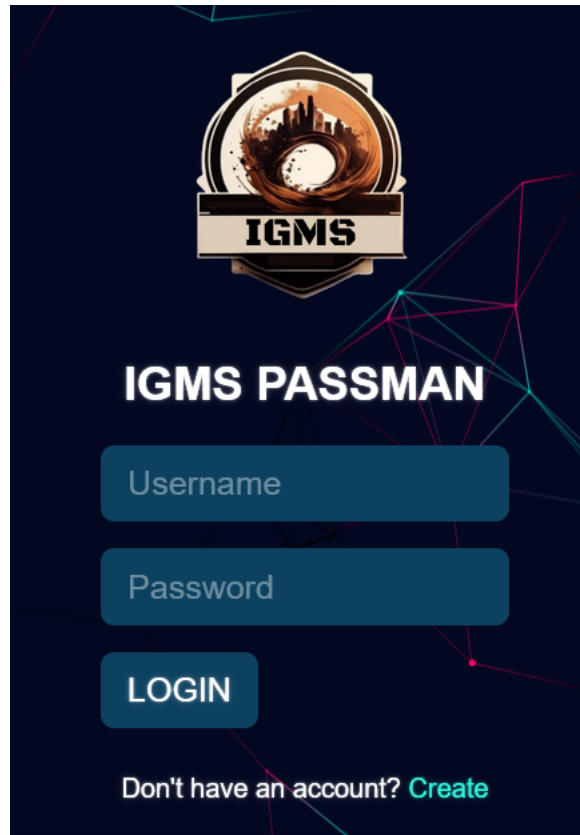 IGMS
IGMS PASSMAN
Username
Password
LOGIN
Don't have an account? Create